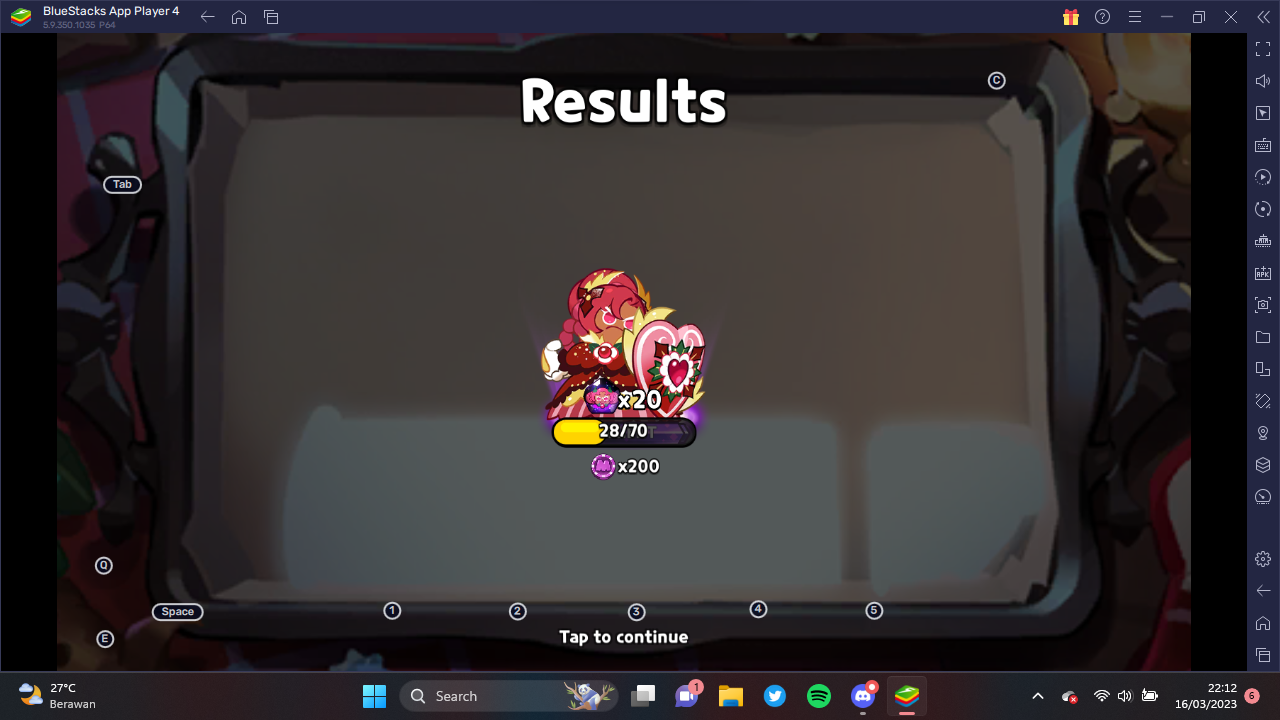 BlueStacks App Player 4
5.9.350.1035 P64
Results
C
Tab
x20
28/70
x200
Q
Space
1
2
3
4
5
E
Tap to continue
27°C
Berawan
Search
1
22:12
16/03/2023
6